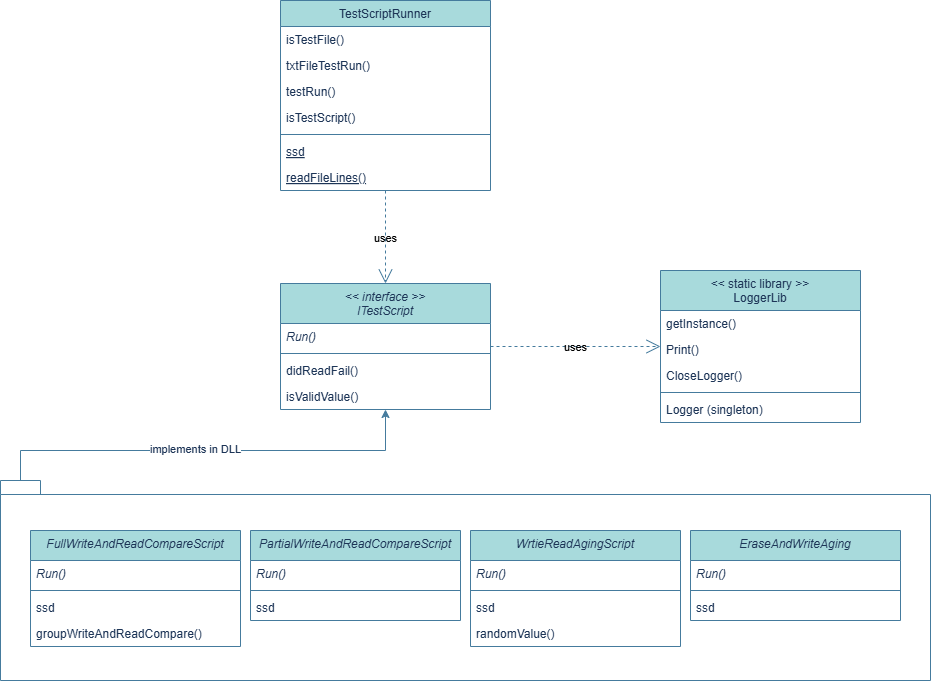 TestScriptRunner
isTestFile()
txtFileTestRun()
testRun()
isTestScript()
ssd
readFileLines()
uses
<< interface >>
ITestScript
Run()
didReadFail()
isValidValue()
uses
<< static library >>
LoggerLib
getInstance()
Print()
CloseLogger()
Logger (singleton)
implements in DLL
FullWriteAndReadCompareScript
Run()
ssd
groupWriteAndReadCompare()
PartialWriteAndReadCompareScript
Run()
ssd
WrtieReadAgingScript
Run()
ssd
randomValue()
EraseAndWriteAging
Run()
ssd